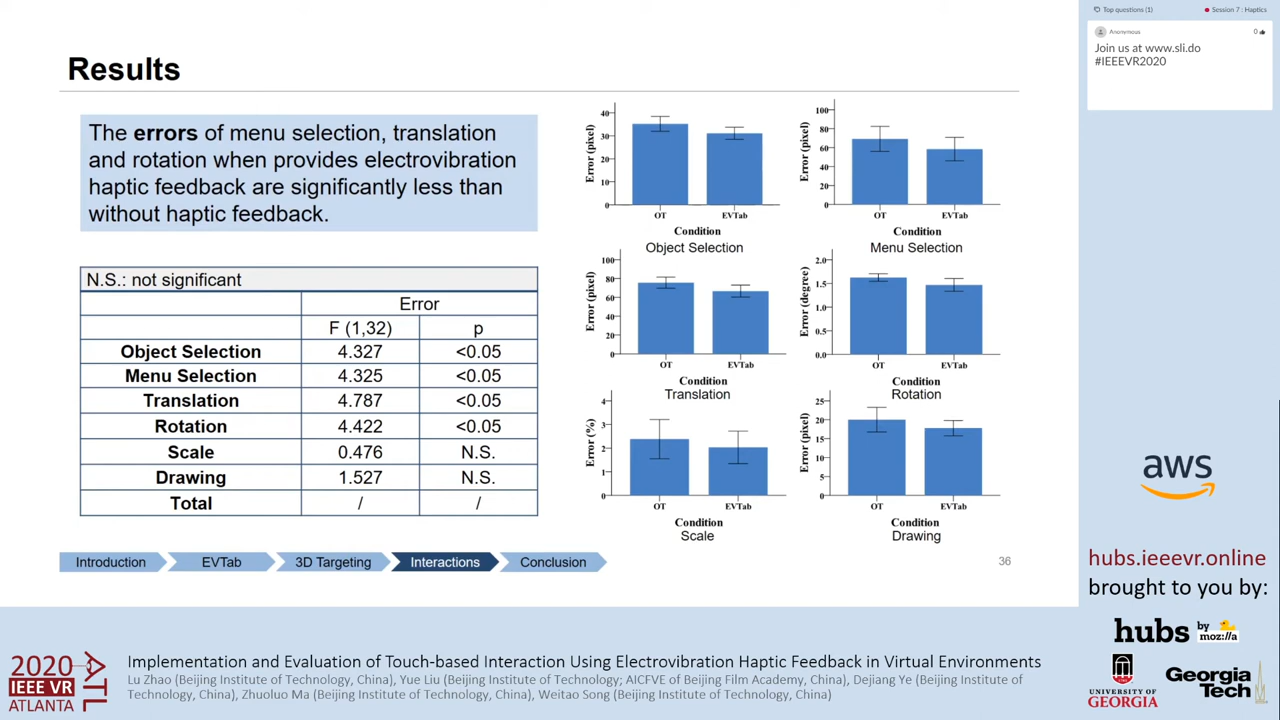 Results
The errors of menu selection, translation
and rotation when provides electrovibration
haptic feedback are significantly less than
without haptic feedback.
N.S.: not significant
Error
F (1,32) p
Object Selection 4.327 <0.05
Menu Selection 4.325 <0.05
Translation 4.787 <0.05
Rotation 4.422 <0.05
Scale 0.476 N.S.
Drawing 1.527 N.S.
Total / /
Error (pixel)
40
30
20
10
0
OT EVTab
Condition
Object Selection
Error (pixel)
100
80
60
40
20
0
OT EVTab
Condition
Menu Selection
Error (pixel)
100
80
60
40
20
0
OT EVTab
Condition
Translation
Error (degree)
2.0
1.5
1.0
0.5
0.0
OT EVTab
Condition
Rotation
Error (%)
4
3
2
1
0
OT EVTab
Condition
Scale
Error (pixel)
25
20
15
10
5
0
OT EVTab
Condition
Drawing
Introduction EVTab 3D Targeting Interactions Conclusion
36
Top questions (1) Session 7 : Haptics
Anonymous 0
Join us at www.sli.do
#IEEEVR2020
aws
hubs.ieeevr.online
brought to you by:
hubs by moz://a
UNIVERSITY OF
GEORGIA
Georgia
Tech
2020
IEEE VR
ATLANTA
ATL
Implementation and Evaluation of Touch-based Interaction Using Electrovibration Haptic Feedback in Virtual Environments
Lu Zhao (Beijing Institute of Technology, China), Yue Liu (Beijing Institute of Technology; AICFVE of Beijing Film Academy, China), Dejiang Ye (Beijing Institute of
Technology, China), Zhuoluo Ma (Beijing Institute of Technology, China), Weitao Song (Beijing Institute of Technology, China)